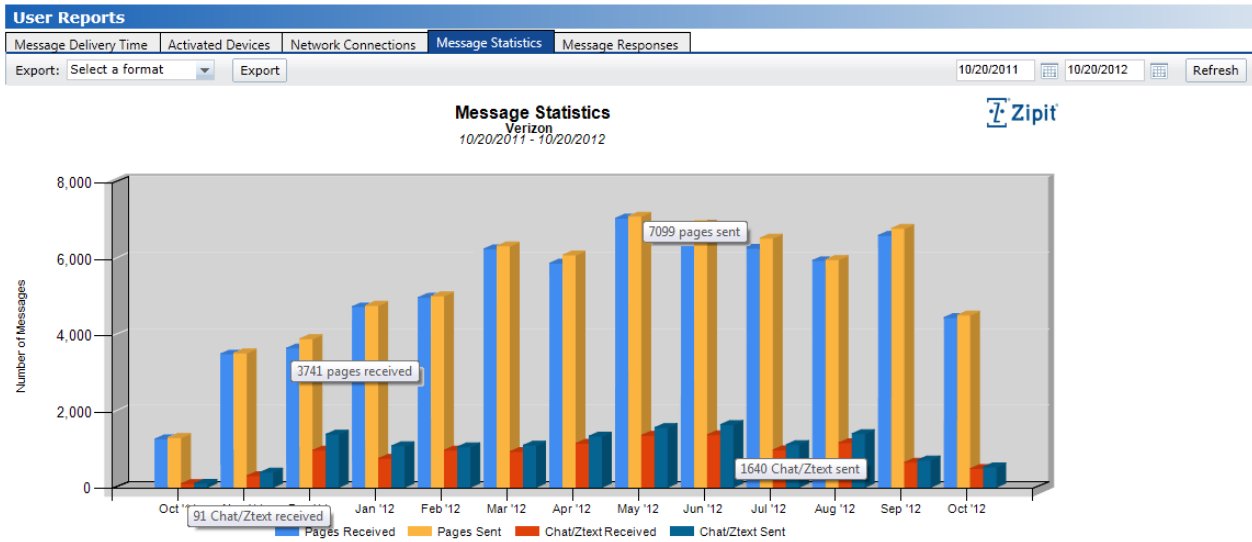 User Reports
Message Delivery Time Activated Devices Network Connections Message Statistics Message Responses
Export: Select a format Export 10/20/2011 10/20/2012 Refresh
Message Statistics
Verizon
10/20/2011 - 10/20/2012
Zipit
Number of Messages
8,000
6,000
4,000
2,000
0
7099 pages sent
3741 pages received
1640 Chat/Ztext sent
91 Chat/Ztext received
Oct Jan '12 Feb '12 Mar '12 Apr '12 May '12 Jun '12 Jul '12 Aug '12 Sep '12 Oct '12
Pages Received Pages Sent Chat/Ztext Received Chat/Ztext Sent